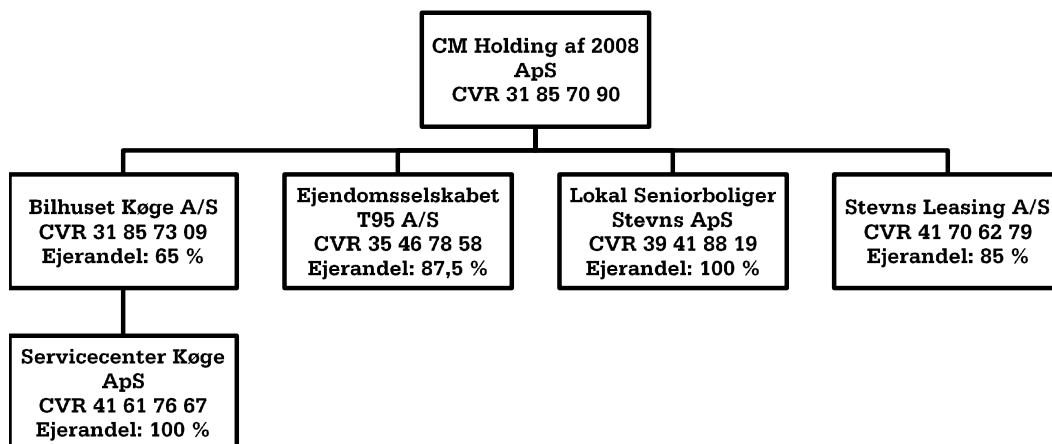 CM Holding af 2008
ApS
CVR 31 85 70 90
Bilhuset Køge A/S
CVR 31 85 73 09
Ejerandel: 65 %
Ejendomsselskabet
T95 A/S
CVR 35 46 78 58
Ejerandel: 87,5 %
Lokal Seniorboliger
Stevns ApS
CVR 39 41 88 19
Ejerandel: 100 %
Stevns Leasing A/S
CVR 41 70 62 79
Ejerandel: 85 %
Servicecenter Køge
ApS
CVR 41 61 76 67
Ejerandel: 100 %